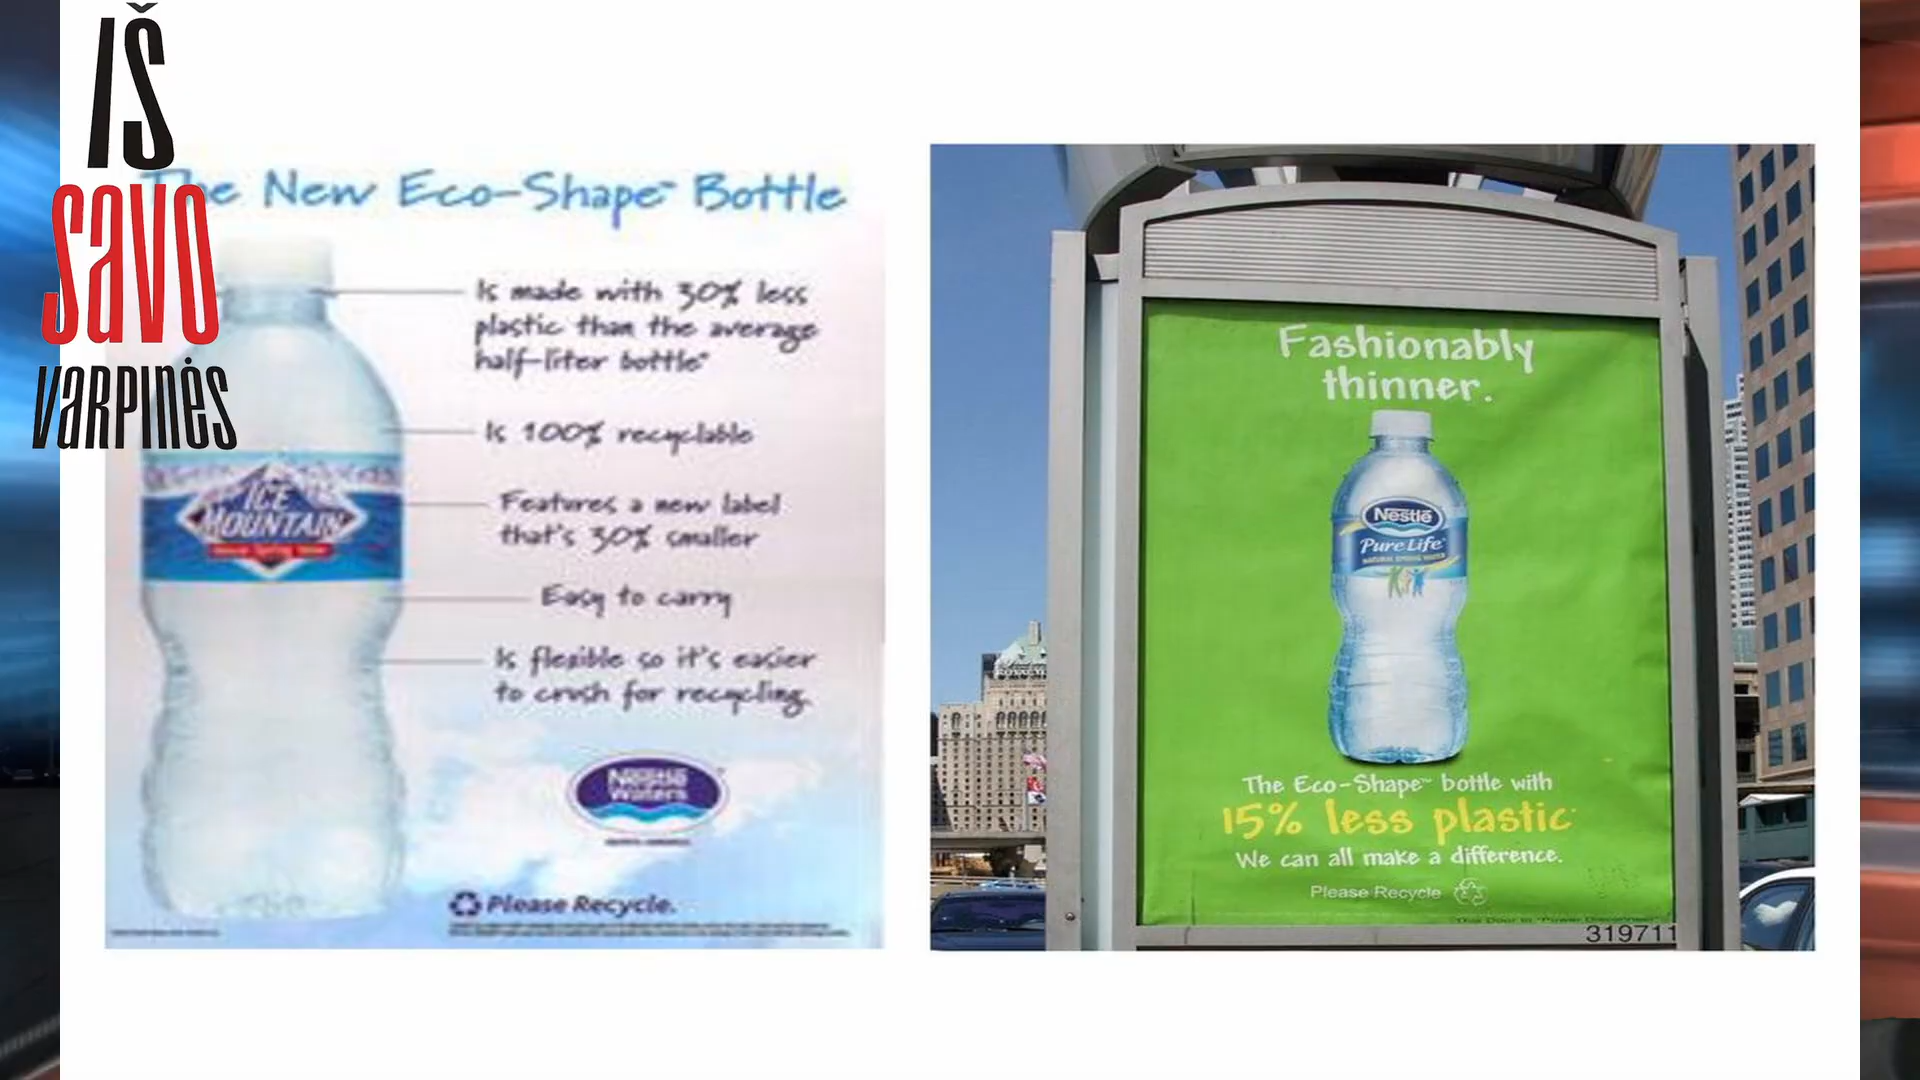 IŠ
SAVO
VARPINĖS
The New Eco-Shape™ Bottle
Is made with 30% less
plastic than the average
half-liter bottle*
Is 100% recyclable
Features a new label
that's 30% smaller
Easy to carry
Is flexible so it's easier
to crush for recycling.
ICE
MOUNTAIN
Nestlé
Waters
Please Recycle.
Fashionably
thinner.
Nestlé
Pure Life
The Eco-Shape™ bottle with
15% less plastic*
We can all make a difference.
Please Recycle
319711